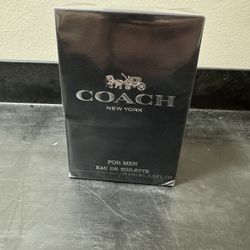 COACH
NEW YORK
FOR MEN
EAU DE TOILETTE